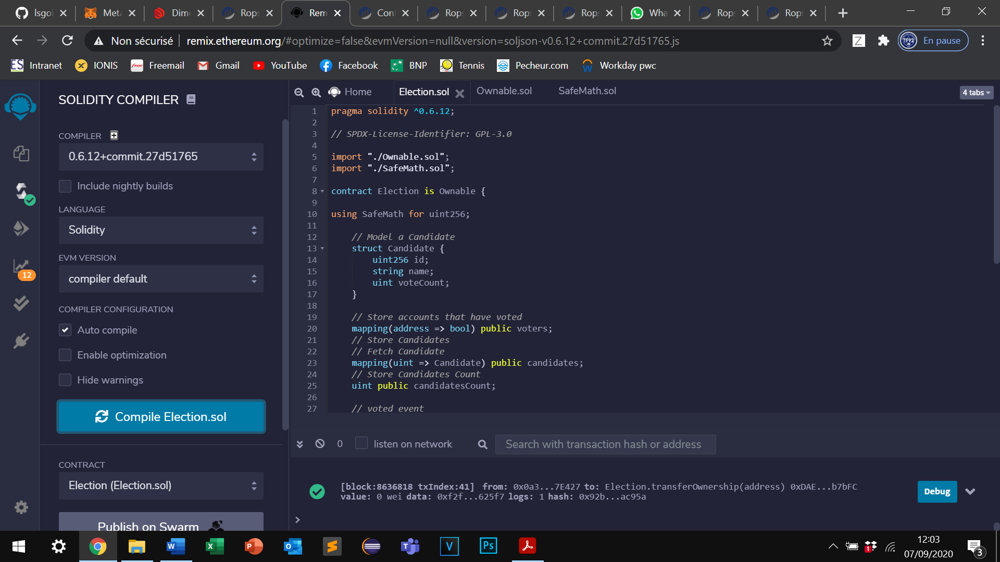 lsgol
Meta
Dime
Rops
Rem
Cont
Rops
Rops
Rops
Wha
Rops
Rops
Non sécurisé
remix.ethereum.org/#optimize=false&evmVersion=null&version=soljson-v0.6.12+commit.27d51765.js
Z
TF92
En pause
ES Intranet
IONIS
free Freemail
Gmail
YouTube
Facebook
BNP
Tennis
Pecheur.com
Workday pwc
SOLIDITY COMPILER
COMPILER
0.6.12+commit.27d51765
Include nightly builds
LANGUAGE
Solidity
EVM VERSION
compiler default
12
COMPILER CONFIGURATION
Auto compile
Enable optimization
Hide warnings
Compile Election.sol
CONTRACT
Election (Election.sol)
Publish on Swarm
Home
Election.sol
Ownable.sol
SafeMath.sol
4 tabs
1 pragma solidity ^0.6.12;
2
3 // SPDX-License-Identifier: GPL-3.0
4
5 import "./Ownable.sol";
6 import "./SafeMath.sol";
7
8 contract Election is Ownable {
9
10 using SafeMath for uint256;
11
12 // Model a Candidate
13 struct Candidate {
14 uint256 id;
15 string name;
16 uint voteCount;
17 }
18
19 // Store accounts that have voted
20 mapping(address => bool) public voters;
21 // Store Candidates
22 // Fetch Candidate
23 mapping(uint => Candidate) public candidates;
24 // Store Candidates Count
25 uint public candidatesCount;
26
27 // voted event
0
listen on network
Search with transaction hash or address
[block:8636818 txIndex:41] from: 0x0a3...7E427 to: Election.transferOwnership(address) 0xDAE...b7bFC
value: 0 wei data: 0xf2f...625f7 logs: 1 hash: 0x92b...ac95a
Debug
>
W
X
P
O
S
T
V
Ps
1
12:03
07/09/2020
3